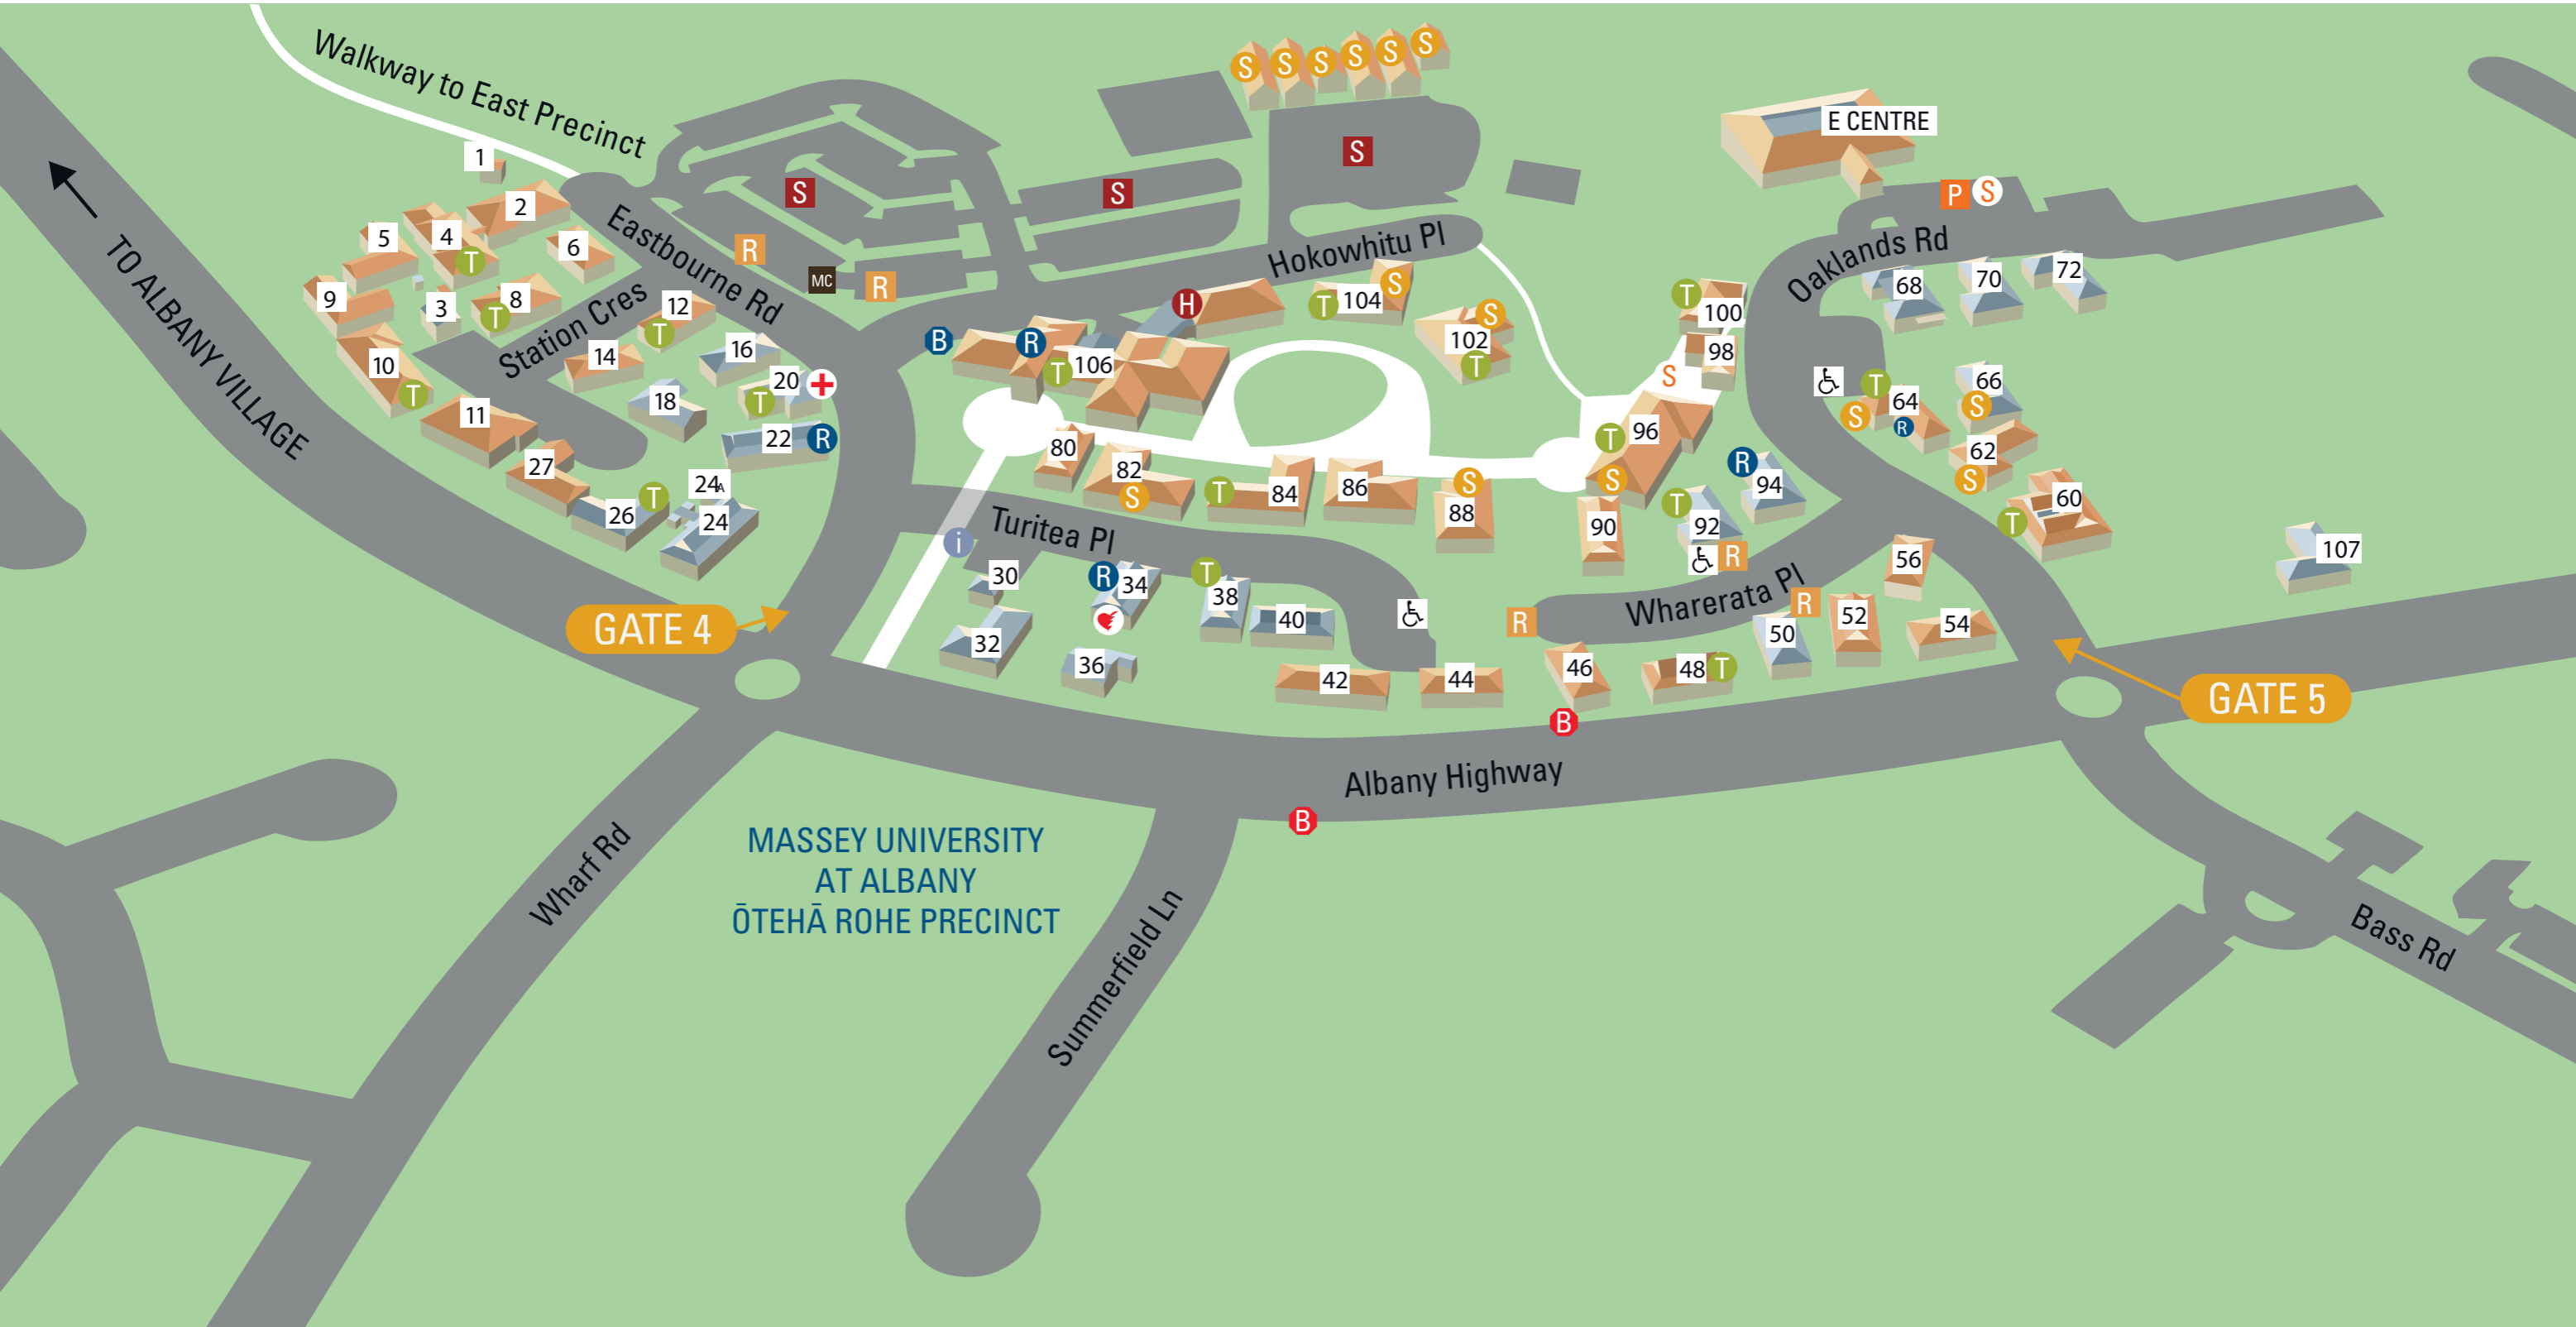 Walkway to East Precinct
S S S S S S
E CENTRE
1
S
S
S
P S
2
5
4
6
T
Eastbourne Rd
R
MC
R
Hokowhitu Pl
Oaklands Rd
68
70
72
TO ALBANY VILLAGE
9
3
8
T
12
T
Station Cres
H
T 104
S
S
102
T
T
100
98
S
10
T
14
16
B
R
T 106
20
T
18
11
22 R
T
64
S
R
66
S
62
S
27
26
T
24A
24
80
82
S
T 84
86
S
88
T 96
S
90
R
94
T
92
R
60
T
107
i
Turitea Pl
30
R 34
T
38
40
32
36
42
44
R
Wharerata Pl
R
56
52
54
50
46
48 T
GATE 4
GATE 5
B
Albany Highway
B
MASSEY UNIVERSITY
AT ALBANY
ŌTEHĀ ROHE PRECINCT
Wharf Rd
Summerfield Ln
Bass Rd